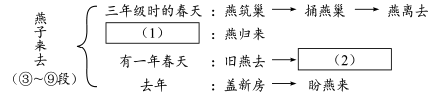 燕子来去
(③～⑨段)
三年级时的春天：燕筑巢 → 捅燕巢 → 燕离去
(1)：燕归来
有一年春天：旧燕去 → (2)
去年：盖新房 → 盼燕来